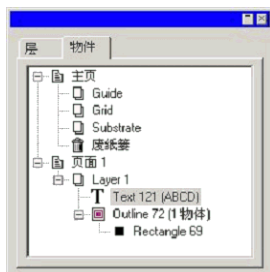 层 物件
主页
Guide
Grid
Substrate
废纸篓
页面 1
Layer 1
T Text 121 (ABCD)
Outline 72 (1 物体)
Rectangle 69